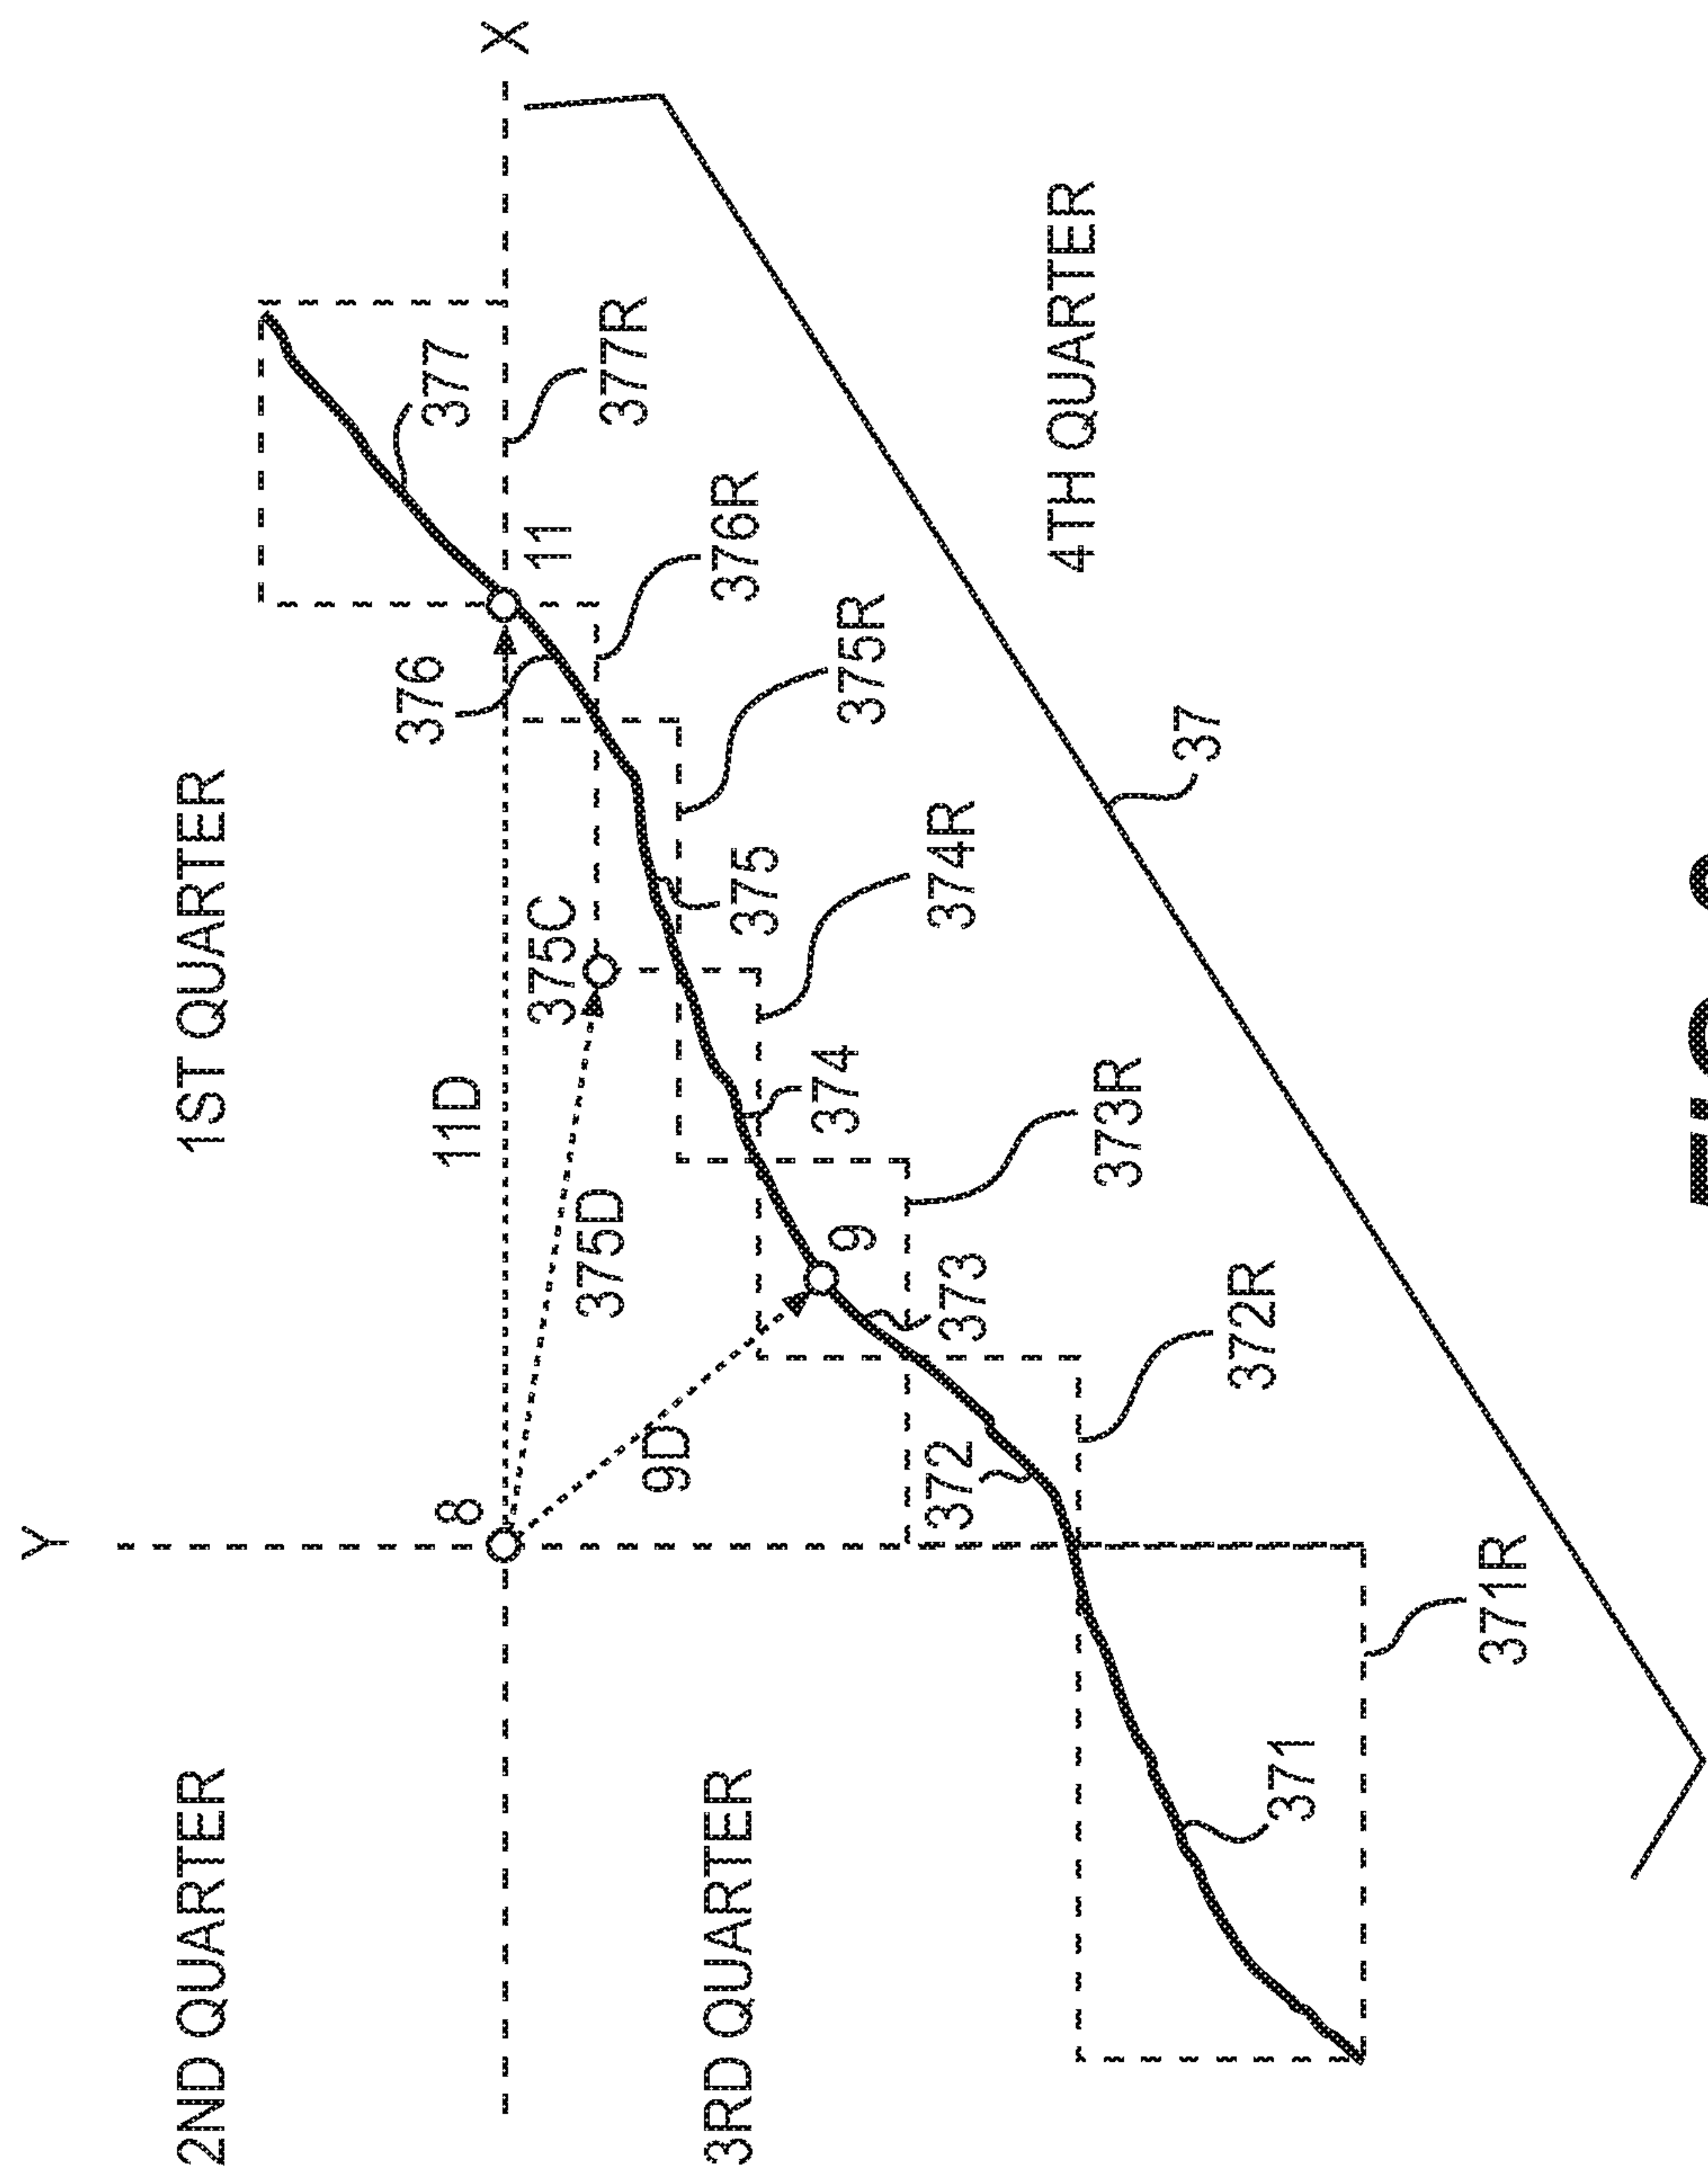 Y
X
2ND QUARTER
1ST QUARTER
8
11D
376
377
11
375C
377R
375D
9D
3RD QUARTER
376R
375
374
9
375R
374R
372
373
4TH QUARTER
373R
37
372R
371
371R